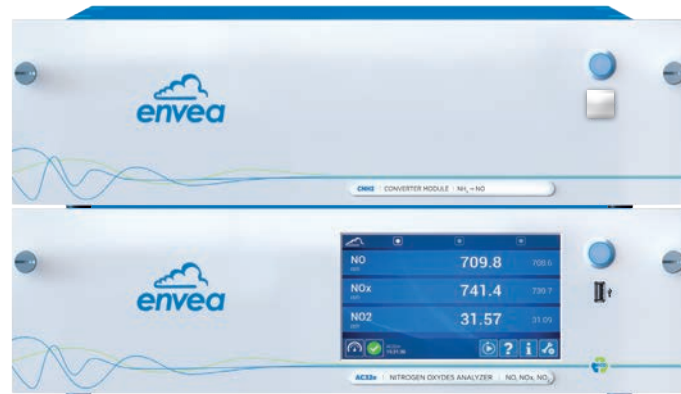 envea
CNH3 | CONVERTER MODULE | NH₃ → NO
envea
NO 709.8 708.6
NOx 741.4 739.7
NO2 31.57 31.09
? i
AC32e | NITROGEN OXYDES ANALYZER | NO, NOx, NO₂